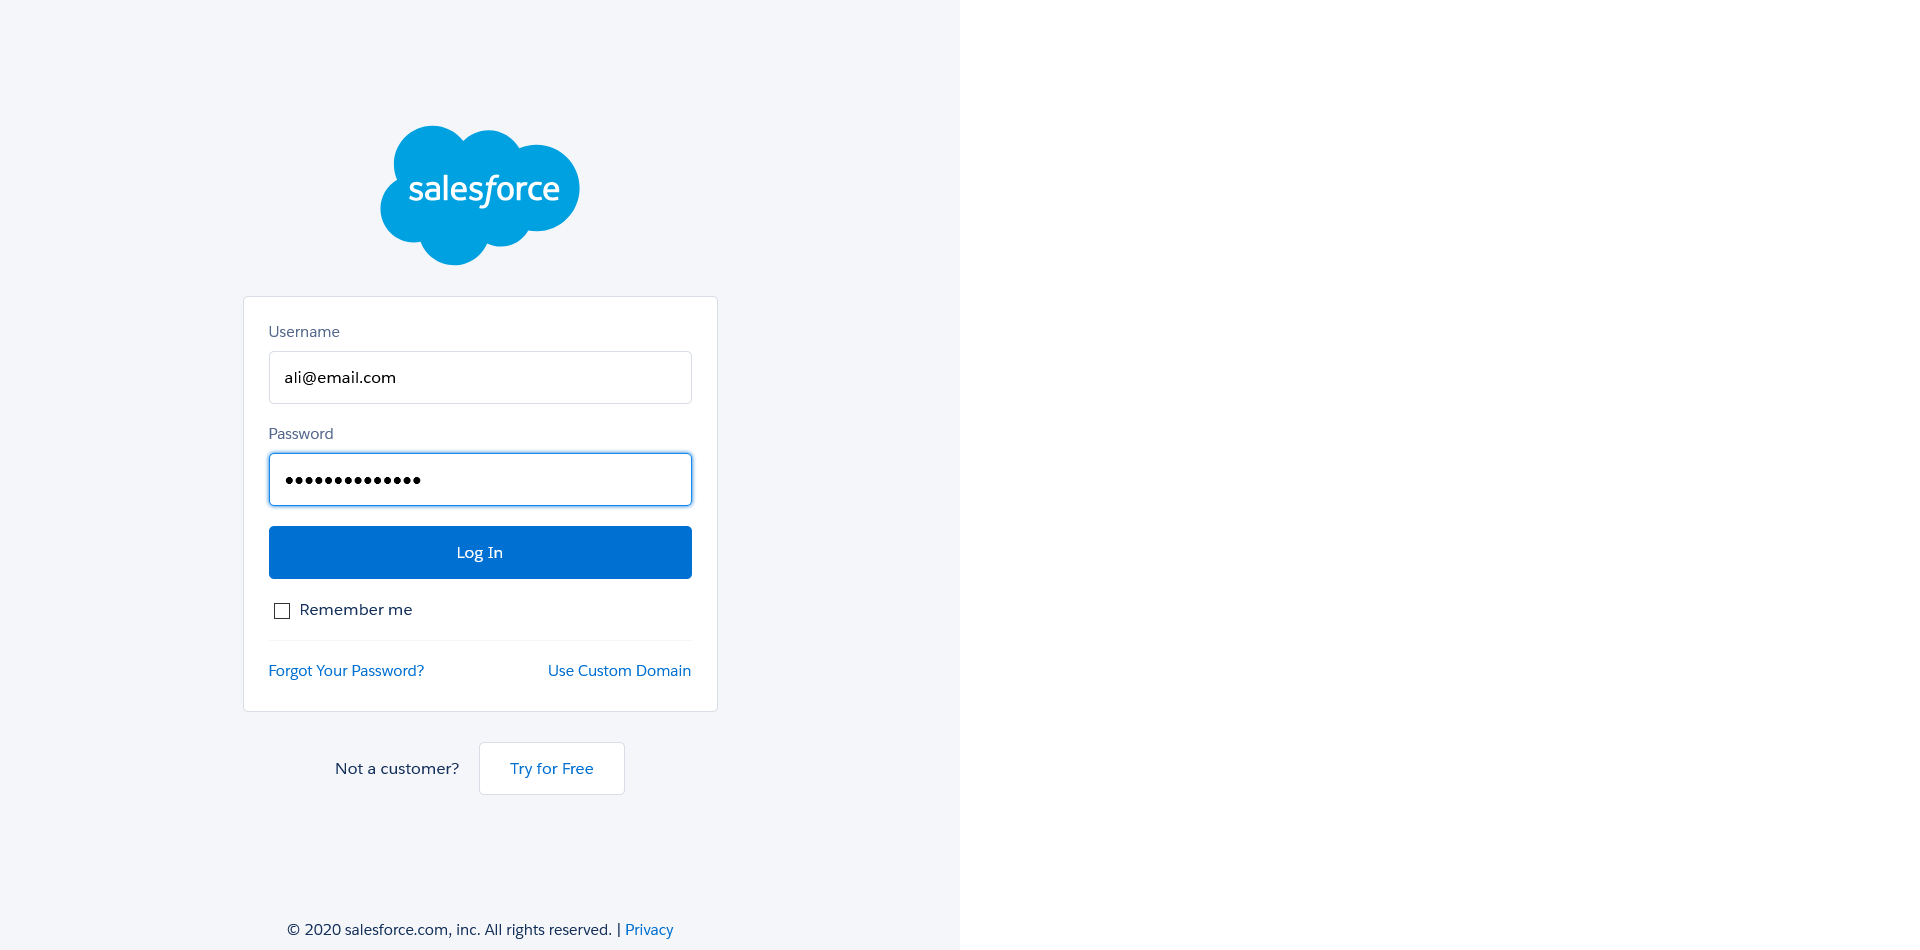 salesforce
Username
ali@email.com
Password
••••••••••••••
Log In
Remember me
Forgot Your Password? Use Custom Domain
Not a customer? Try for Free
© 2020 salesforce.com, inc. All rights reserved. | Privacy